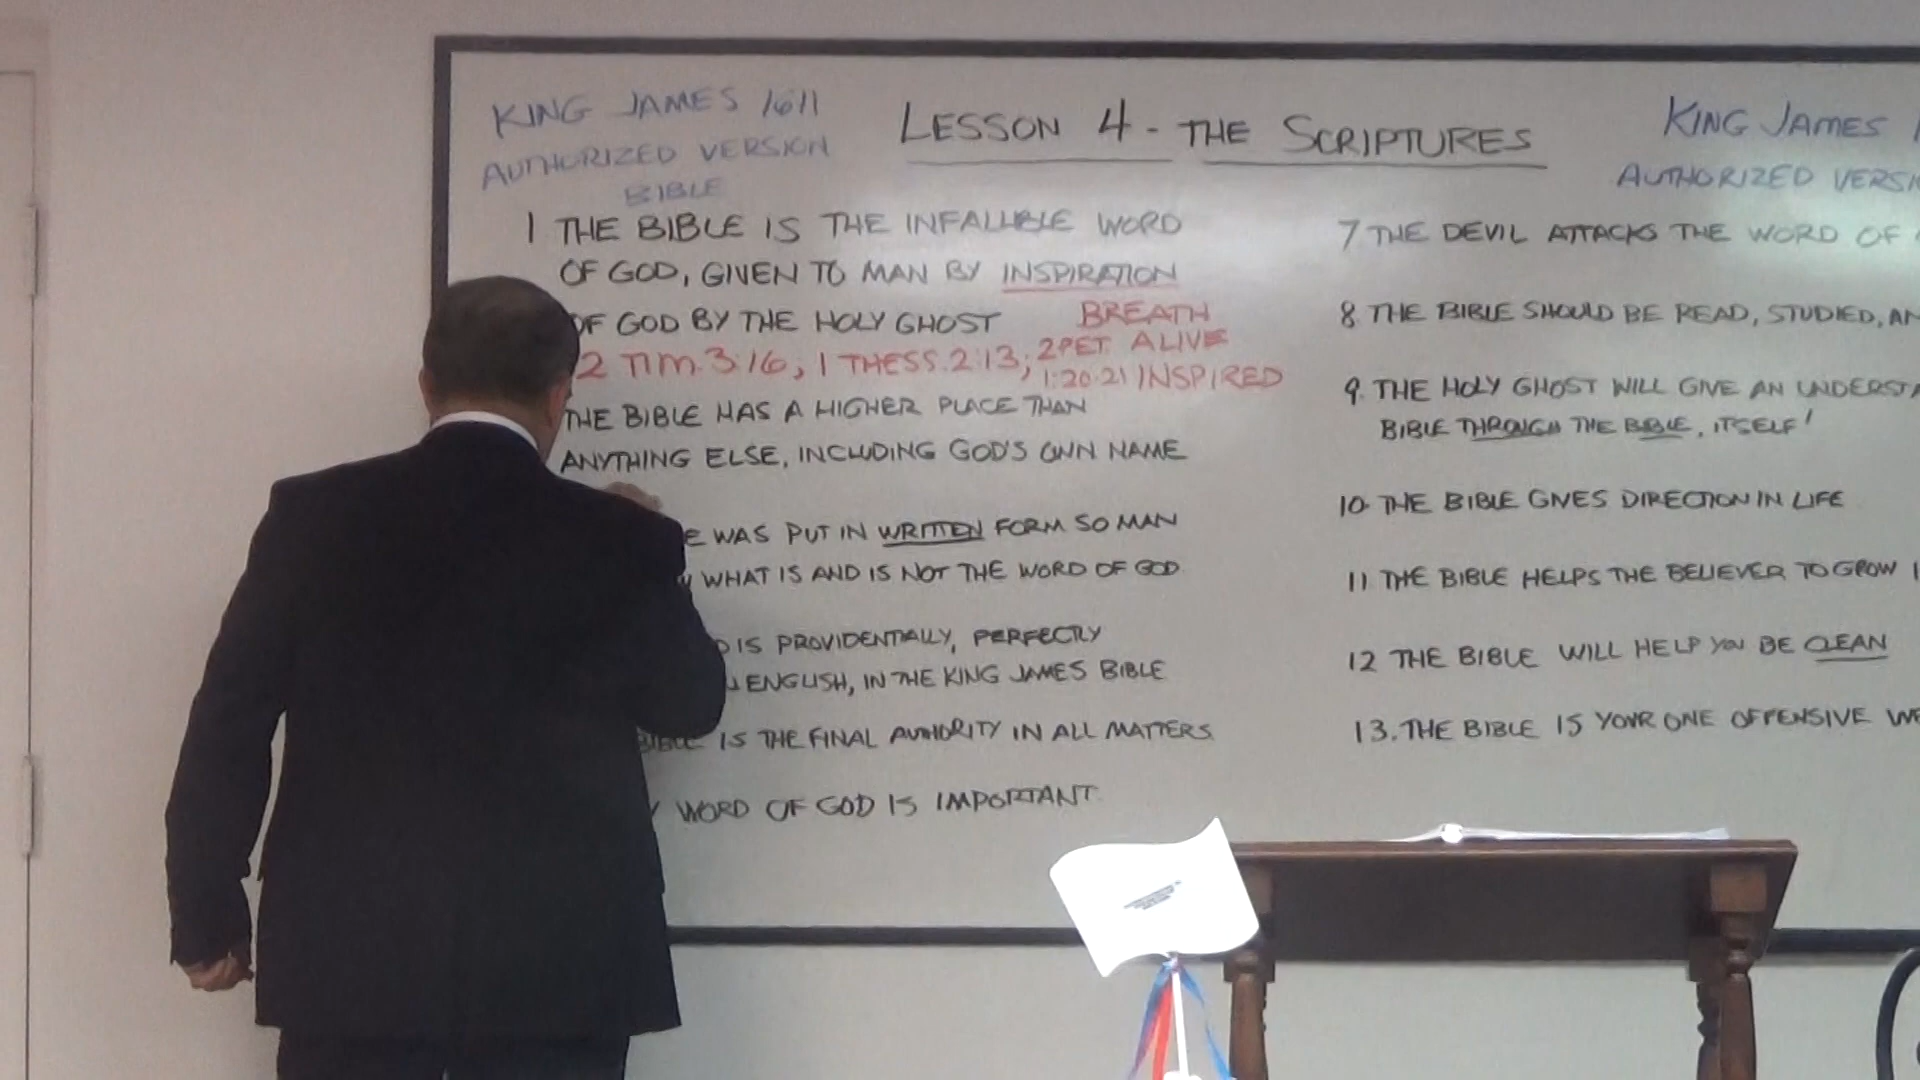 KING JAMES 1611
AUTHORIZED VERSION
BIBLE
LESSON 4 - THE SCRIPTURES
KING JAMES
AUTHORIZED
1 THE BIBLE IS THE INFALLIBLE WORD
OF GOD, GIVEN TO MAN BY INSPIRATION
OF GOD BY THE HOLY GHOST
BREATH
ALIVE
INSPIRED
2 TIM. 3:16, 1 THESS. 2:13; 2 PET.
1:20-21
THE BIBLE HAS A HIGHER PLACE THAN
ANYTHING ELSE, INCLUDING GOD'S OWN NAME
WAS PUT IN WRITTEN FORM SO MAN
WHAT IS AND IS NOT THE WORD OF GOD
IS PROVIDENTIALLY, PERFECTLY
ENGLISH, IN THE KING JAMES BIBLE
BIBLE IS THE FINAL AUTHORITY IN ALL MATTERS
WORD OF GOD IS IMPORTANT
7 THE DEVIL ATTACKS THE WORD OF
8 THE BIBLE SHOULD BE READ, STUDIED,
9. THE HOLY GHOST WILL GIVE AN
BIBLE THROUGH THE BIBLE, ITSELF!
10. THE BIBLE GIVES DIRECTION IN LIFE
11 THE BIBLE HELPS THE BELIEVER TO GROW
12 THE BIBLE WILL HELP YOU BE CLEAN
13. THE BIBLE IS YOUR ONE OFFENSIVE